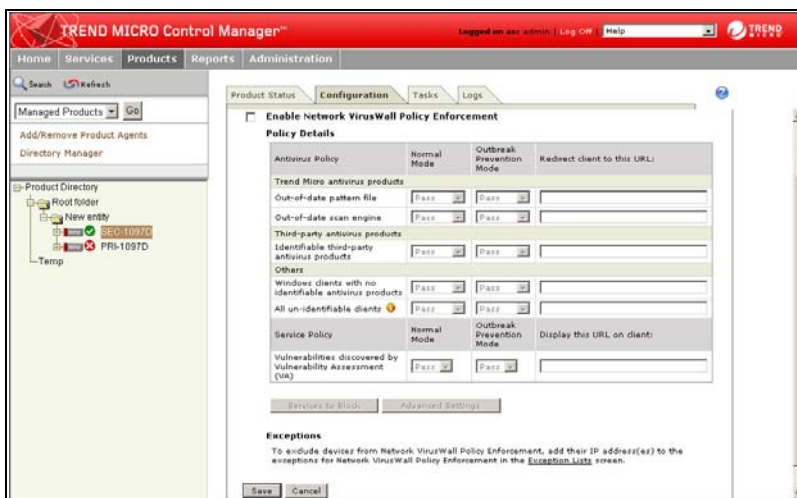 TREND MICRO Control Manager™
Logged on as: admin | Log Off | Help
TREND MICRO
Home Services Products Reports Administration
Search Refresh
Managed Products Go
Add/Remove Product Agents
Directory Manager
Product Directory
Root folder
New entity
SEC-1097D
PRI-1097D
Temp
Product Status Configuration Tasks Logs
Enable Network VirusWall Policy Enforcement
Policy Details
Antivirus Policy Normal Mode Outbreak Prevention Mode Redirect client to this URL:
Trend Micro antivirus products
Out-of-date pattern file Pass Pass
Out-of-date scan engine Pass Pass
Third-party antivirus products
Identifiable third-party antivirus products Pass Pass
Others
Windows clients with no identifiable antivirus products Pass Pass
All un-identifiable clients Pass Pass
Service Policy Normal Mode Outbreak Prevention Mode Display this URL on client:
Vulnerabilities discovered by Vulnerability Assessment (VA) Pass Pass
Services to Block Advanced Settings
Exceptions
To exclude devices from Network VirusWall Policy Enforcement, add their IP address(es) to the
exceptions for Network VirusWall Policy Enforcement in the Exception Lists screen.
Save Cancel